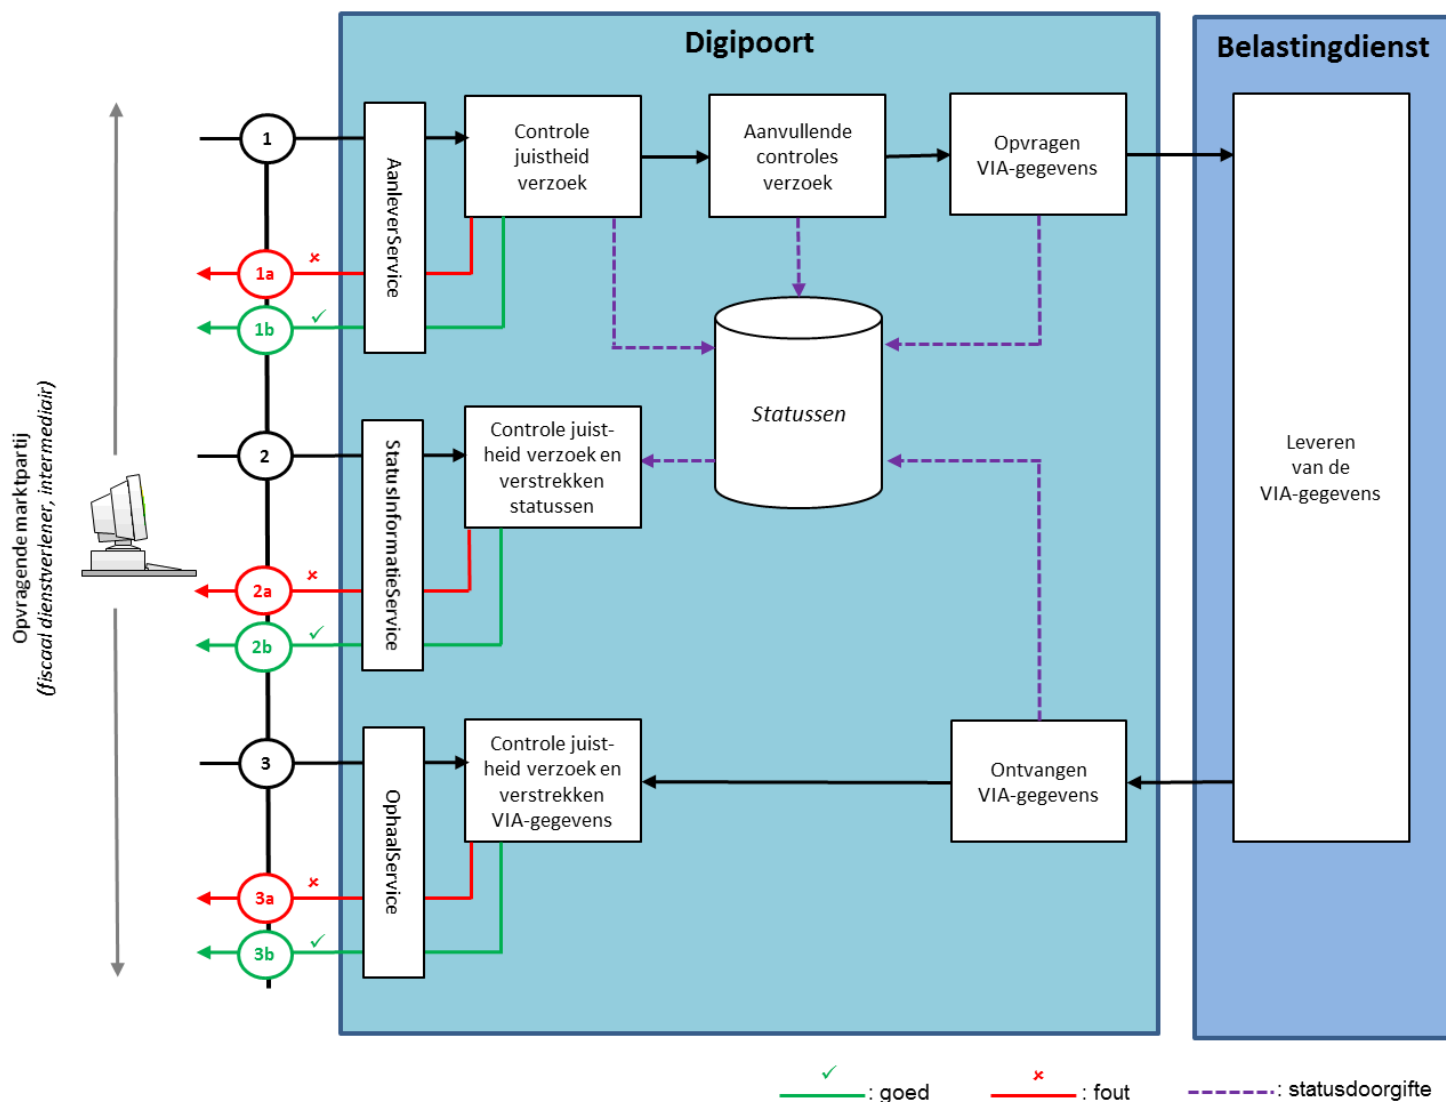 Digipoort
Belastingdienst
1
AanleverService
Controle
juistheid
verzoek
Aanvullende
controles
verzoek
Opvragen
VIA-gegevens
1a
1b
Statussen
Opvragende marktpartij
(fiscaal dienstverlener, intermediair)
2
StatusInformatieService
Controle juist-
heid verzoek en
verstrekken
statussen
Leveren
van de
VIA-gegevens
2a
2b
3
OphaalService
Controle juist-
heid verzoek en
verstrekken
VIA-gegevens
Ontvangen
VIA-gegevens
3a
3b
: goed
: fout
: statusdoorgifte